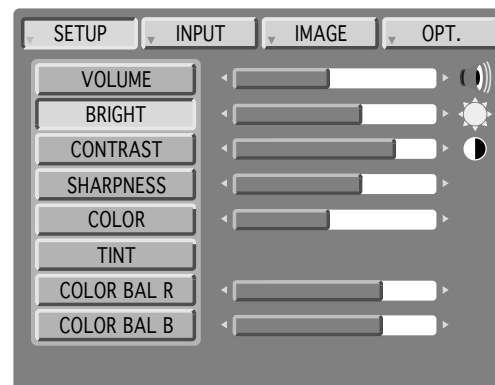 SETUP INPUT IMAGE OPT.
VOLUME
BRIGHT
CONTRAST
SHARPNESS
COLOR
TINT
COLOR BAL R
COLOR BAL B